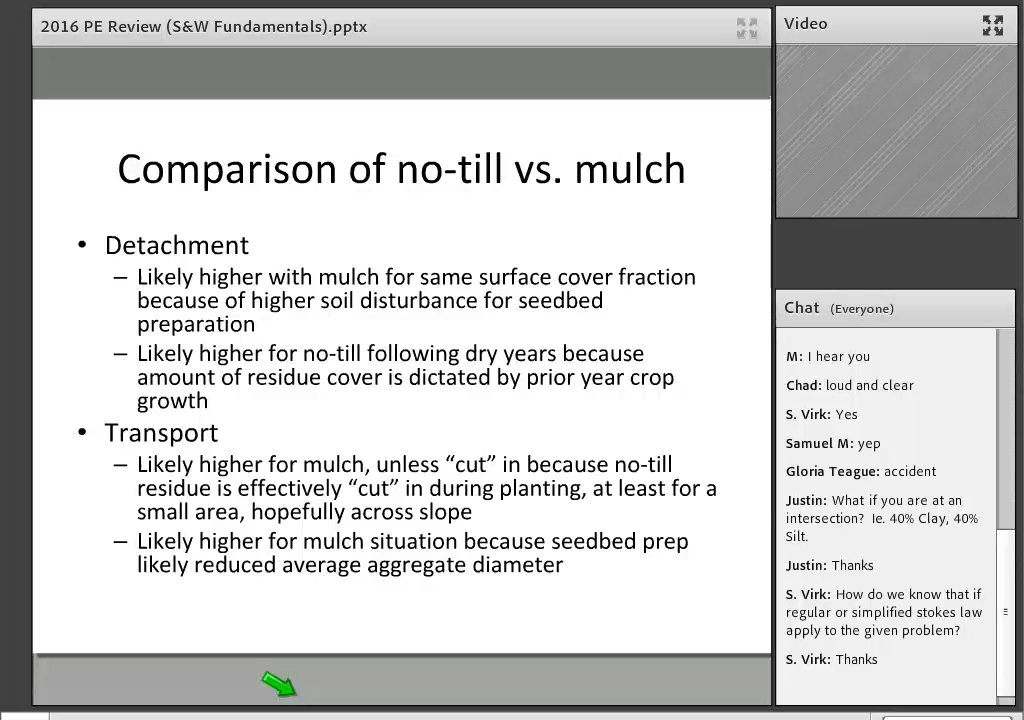 2016 PE Review (S&W Fundamentals).pptx
Comparison of no-till vs. mulch
• Detachment
– Likely higher with mulch for same surface cover fraction
because of higher soil disturbance for seedbed
preparation
– Likely higher for no-till following dry years because
amount of residue cover is dictated by prior year crop
growth
• Transport
– Likely higher for mulch, unless “cut” in because no-till
residue is effectively “cut” in during planting, at least for a
small area, hopefully across slope
– Likely higher for mulch situation because seedbed prep
likely reduced average aggregate diameter
Video
Chat (Everyone)
M: I hear you
Chad: loud and clear
S. Virk: Yes
Samuel M: yep
Gloria Teague: accident
Justin: What if you are at an
intersection? Ie. 40% Clay, 40%
Silt.
Justin: Thanks
S. Virk: How do we know that if
regular or simplified stokes law
apply to the given problem?
S. Virk: Thanks